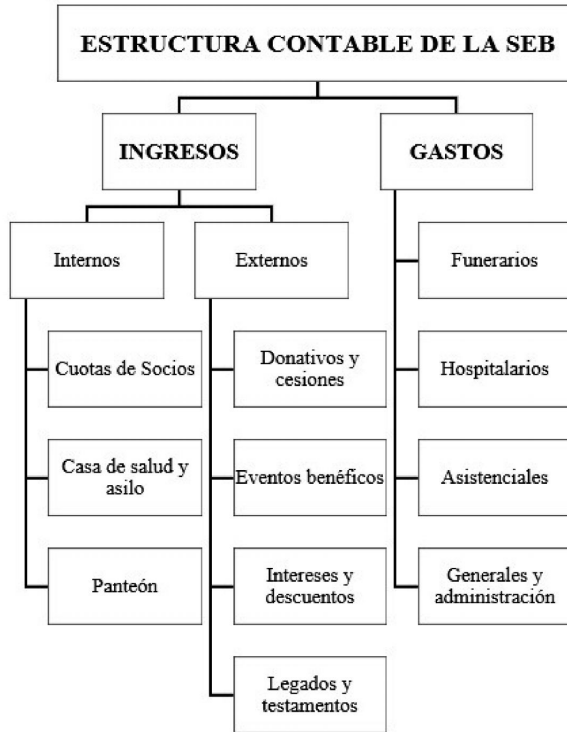 ESTRUCTURA CONTABLE DE LA SEB
INGRESOS
GASTOS
Internos
Externos
Funerarios
Cuotas de Socios
Donativos y
cesiones
Hospitalarios
Casa de salud y
asilo
Eventos benéficos
Asistenciales
Panteón
Intereses y
descuentos
Generales y
administración
Legados y
testamentos